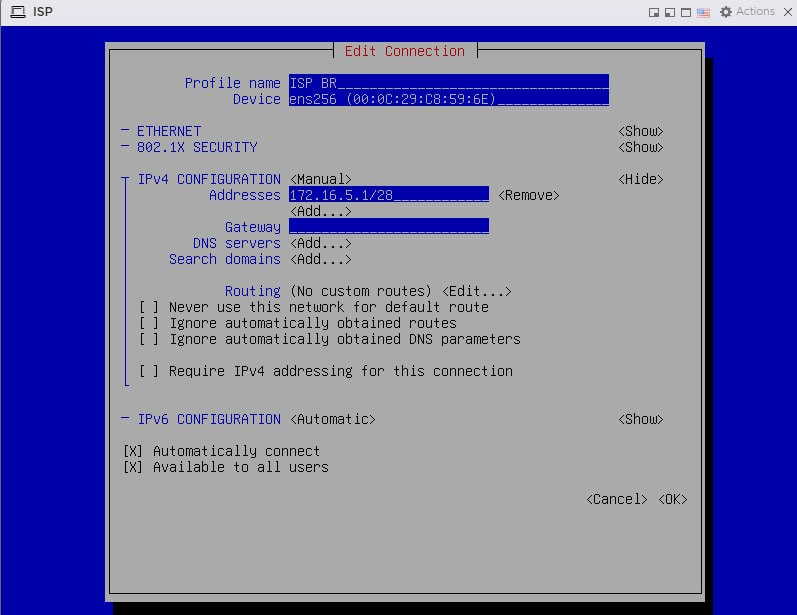 ISP Actions
Edit Connection
Profile name ISP BR
Device ens256 (00:0C:29:C8:59:6E)
ETHERNET <Show>
802.1X SECURITY <Show>
IPv4 CONFIGURATION <Manual> <Hide>
Addresses 172.16.5.1/28 <Remove>
<Add...>
Gateway
DNS servers <Add...>
Search domains <Add...>
Routing (No custom routes) <Edit...>
[ ] Never use this network for default route
[ ] Ignore automatically obtained routes
[ ] Ignore automatically obtained DNS parameters
[ ] Require IPv4 addressing for this connection
IPv6 CONFIGURATION <Automatic> <Show>
[X] Automatically connect
[X] Available to all users
<Cancel> <OK>